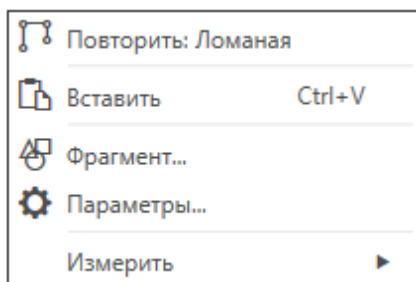 Повторить: Ломаная
Вставить Ctrl+V
Фрагмент...
Параметры...
Измерить